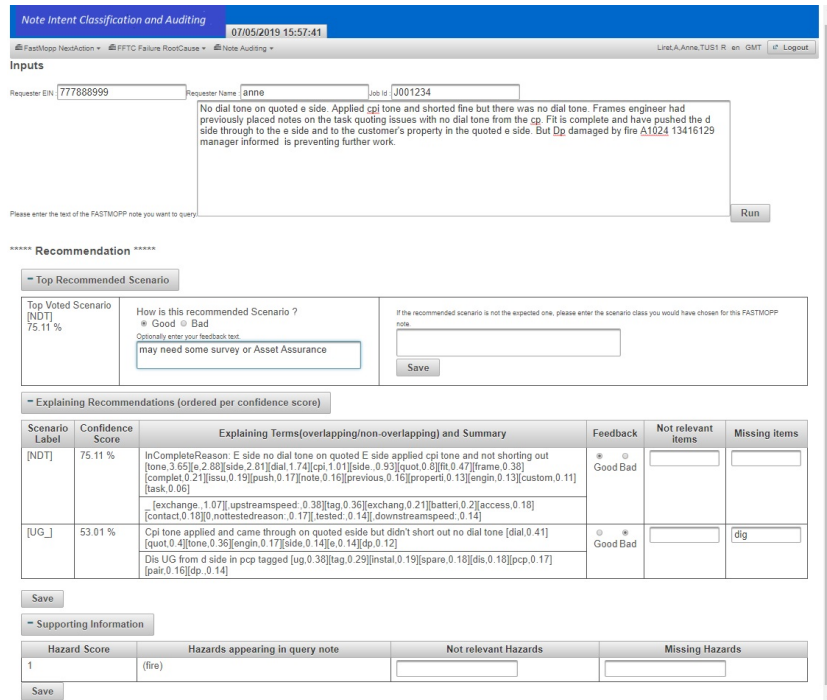 Note Intent Classification and Auditing
07/05/2019 15:57:41
FastMopp NextAction FFTC Failure RootCause Note Auditing Liret,A,Anne,TUS1 R en GMT Logout
Inputs
Requester EIN 777888999 Requester Name anne Job Id J001234
No dial tone on quoted e side. Applied cpi tone and shorted fine but there was no dial tone. Frames engineer had
previously placed notes on the task quoting issues with no dial tone from the cp. Fit is complete and have pushed the d
side through to the e side and to the customer's property in the quoted e side. But Dp damaged by fire A1024 13416129
manager informed is preventing further work.
Please enter the text of the FASTMOPP note you want to query Run
***** Recommendation *****
- Top Recommended Scenario
Top Voted Scenario
[NDT]
75.11 %
How is this recommended Scenario ?
Good Bad
Optionally enter your feedback text.
may need some survey or Asset Assurance
If the recommended scenario is not the expected one, please enter the scenario class you would have chosen for this FASTMOPP
note.
Save
- Explaining Recommendations (ordered per confidence score)
Scenario Label Confidence Score Explaining Terms(overlapping/non-overlapping) and Summary Feedback Not relevant items Missing items
[NDT] 75.11 %
InCompleteReason: E side no dial tone on quoted E side applied cpi tone and not shorting out
[tone,3.65][e,2.88][side,2.81][dial,1.74][cpi,1.01][side.,0.93][quot,0.8][fit,0.47][frame,0.38]
[complet,0.21][issu,0.19][push,0.17][note,0.16][previous,0.16][properti,0.13][engin,0.13][custom,0.11]
[task,0.06]
Good Bad
_ [exchange.,1.07][,upstreamspeed:,0.38][tag,0.36][exchang,0.21][batteri,0.2][access,0.18]
[contact,0.18][0,nottestedreason:,0.17][,tested:,0.14][,downstreamspeed:,0.14]
[UG_] 53.01 %
Cpi tone applied and came through on quoted eside but didn't short out no dial tone [dial,0.41]
[quot,0.4][tone,0.36][engin,0.17][side,0.14][e,0.14][dp,0.12]
Good Bad
dig
Dis UG from d side in pcp tagged [ug,0.38][tag,0.29][instal,0.19][spare,0.18][dis,0.18][pcp,0.17]
[pair,0.16][dp.,0.14]
Save
- Supporting Information
Hazard Score Hazards appearing in query note Not relevant Hazards Missing Hazards
1 (fire)
Save